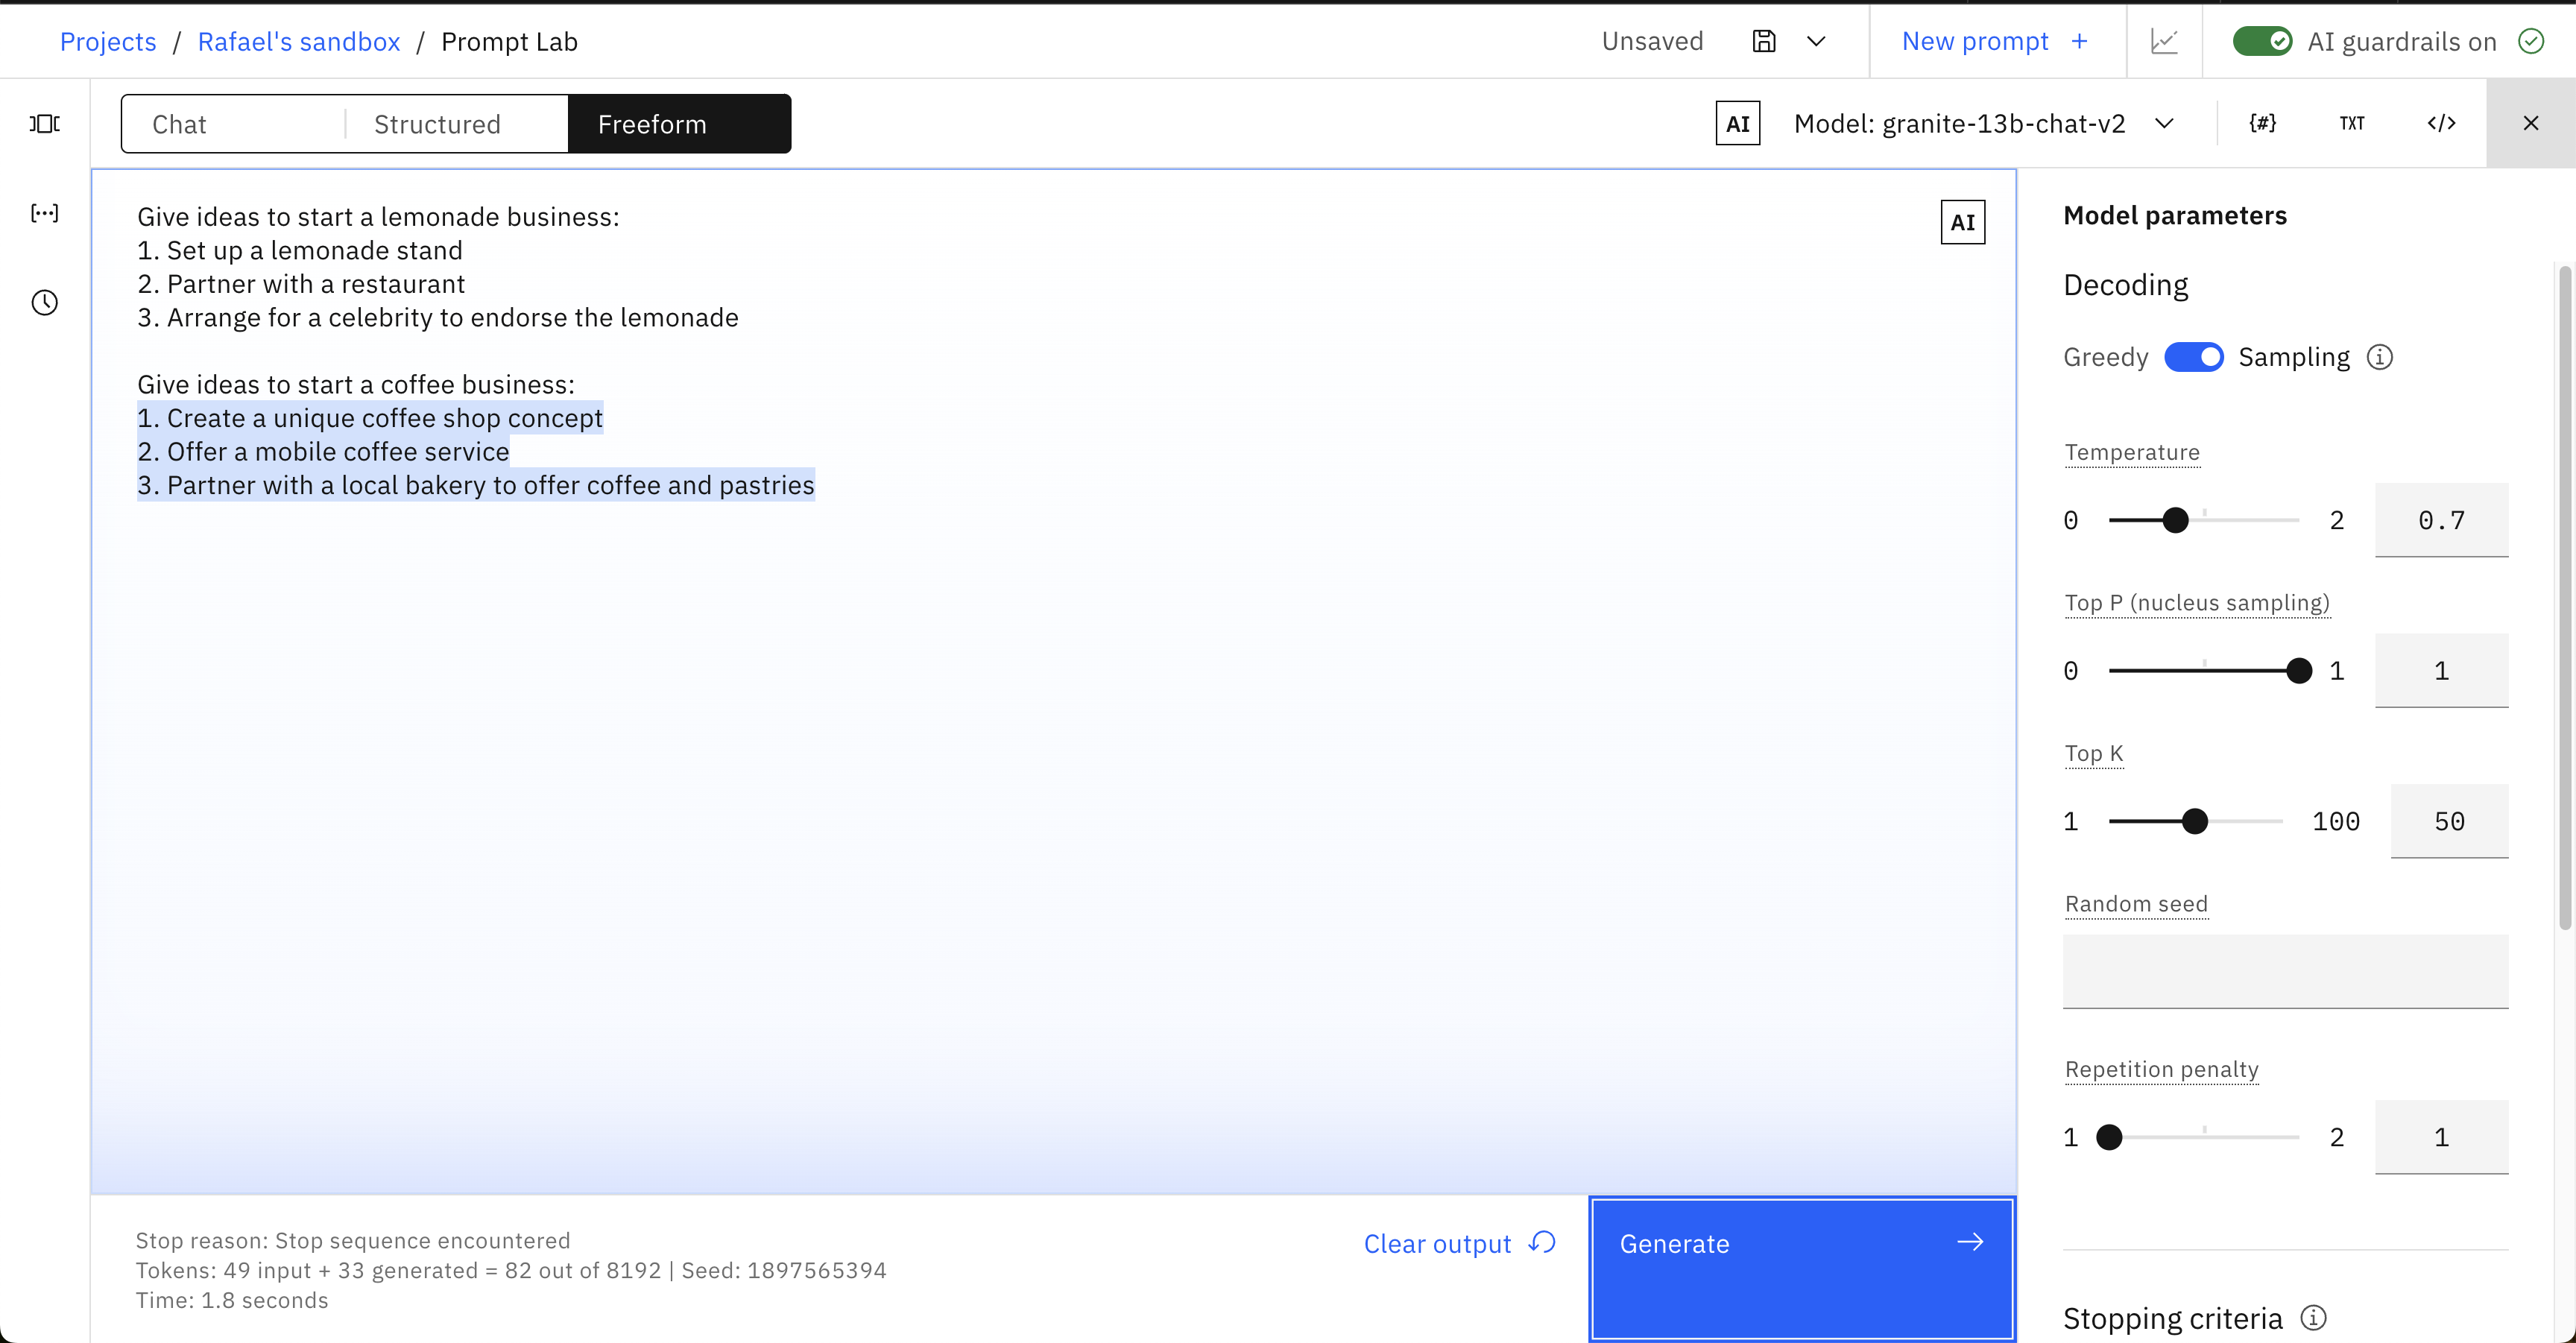 Projects / Rafael's sandbox / Prompt Lab
Unsaved
New prompt +
AI guardrails on
Chat
Structured
Freeform
AI
Model: granite-13b-chat-v2
{#}
TXT
</>
Give ideas to start a lemonade business:
1. Set up a lemonade stand
2. Partner with a restaurant
3. Arrange for a celebrity to endorse the lemonade
Give ideas to start a coffee business:
1. Create a unique coffee shop concept
2. Offer a mobile coffee service
3. Partner with a local bakery to offer coffee and pastries
AI
Stop reason: Stop sequence encountered
Tokens: 49 input + 33 generated = 82 out of 8192 | Seed: 1897565394
Time: 1.8 seconds
Clear output
Generate
Model parameters
Decoding
Greedy
Sampling
Temperature
0 2 0.7
Top P (nucleus sampling)
0 1 1
Top K
1 100 50
Random seed
Repetition penalty
1 2 1
Stopping criteria